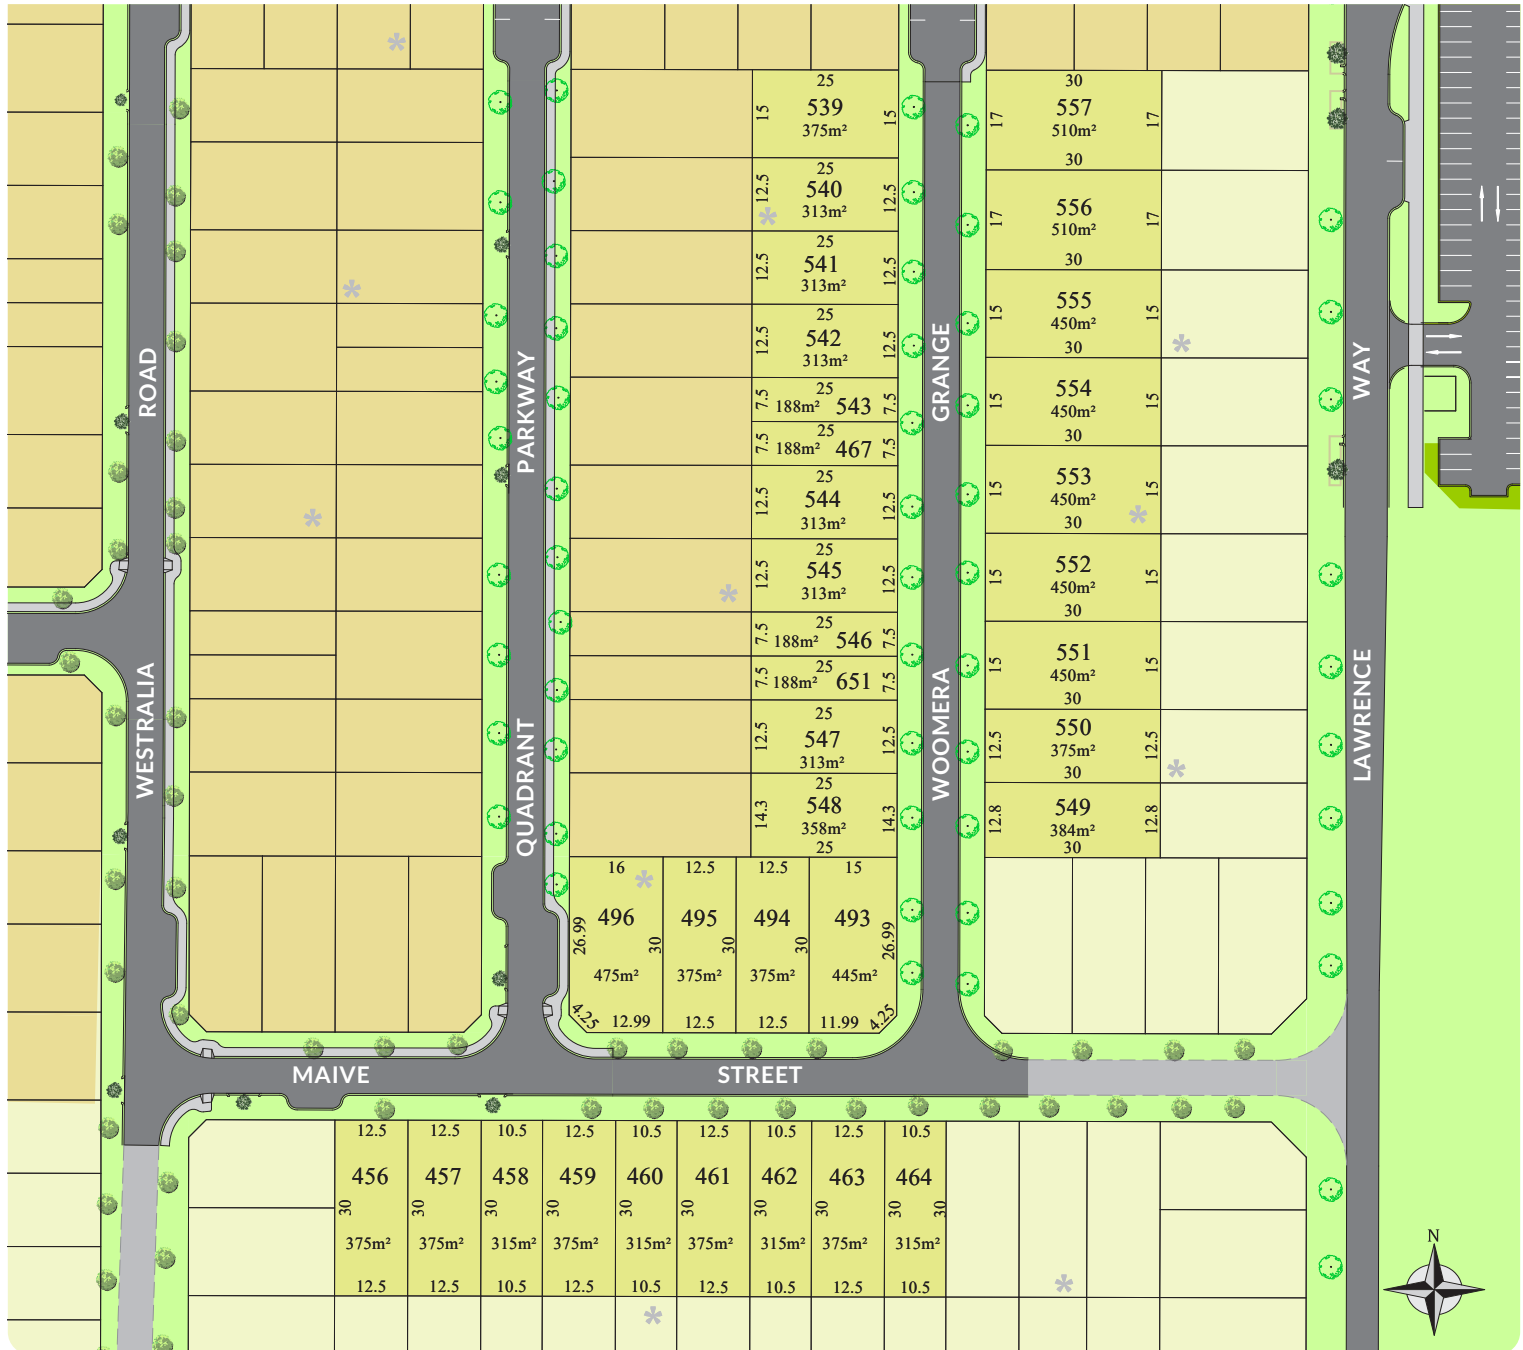 25
15 539 15
375m²
25
12.5 540 12.5
313m²
25
12.5 541 12.5
313m²
25
12.5 542 12.5
313m²
25
7.5 188m² 543 7.5
25
7.5 188m² 467 7.5
25
12.5 544 12.5
313m²
25
12.5 545 12.5
313m²
25
7.5 188m² 546 7.5
25
7.5 188m² 651 7.5
25
12.5 547 12.5
313m²
25
14.3 548 14.3
358m²
25
30
17 557 17
510m²
30
17 556 17
510m²
30
15 555 15
450m²
30
15 554 15
450m²
30
15 553 15
450m²
30
15 552 15
450m²
30
15 551 15
450m²
30
12.5 550 12.5
375m²
30
12.8 549 12.8
384m²
30
WESTRALIA ROAD
QUADRANT PARKWAY
WOOMERA GRANGE
LAWRENCE WAY
16 12.5 12.5 15
496 495 494 493
26.99 30 30 30 26.99
475m² 375m² 375m² 445m²
4.25 12.99 12.5 12.5 11.99 4.25
MAIVE STREET
12.5 12.5 10.5 12.5 10.5 12.5 10.5 12.5 10.5
456 457 458 459 460 461 462 463 464
30 30 30 30 30 30 30 30 30 30
375m² 375m² 315m² 375m² 315m² 375m² 315m² 375m² 315m²
12.5 12.5 10.5 12.5 10.5 12.5 10.5 12.5 10.5
N